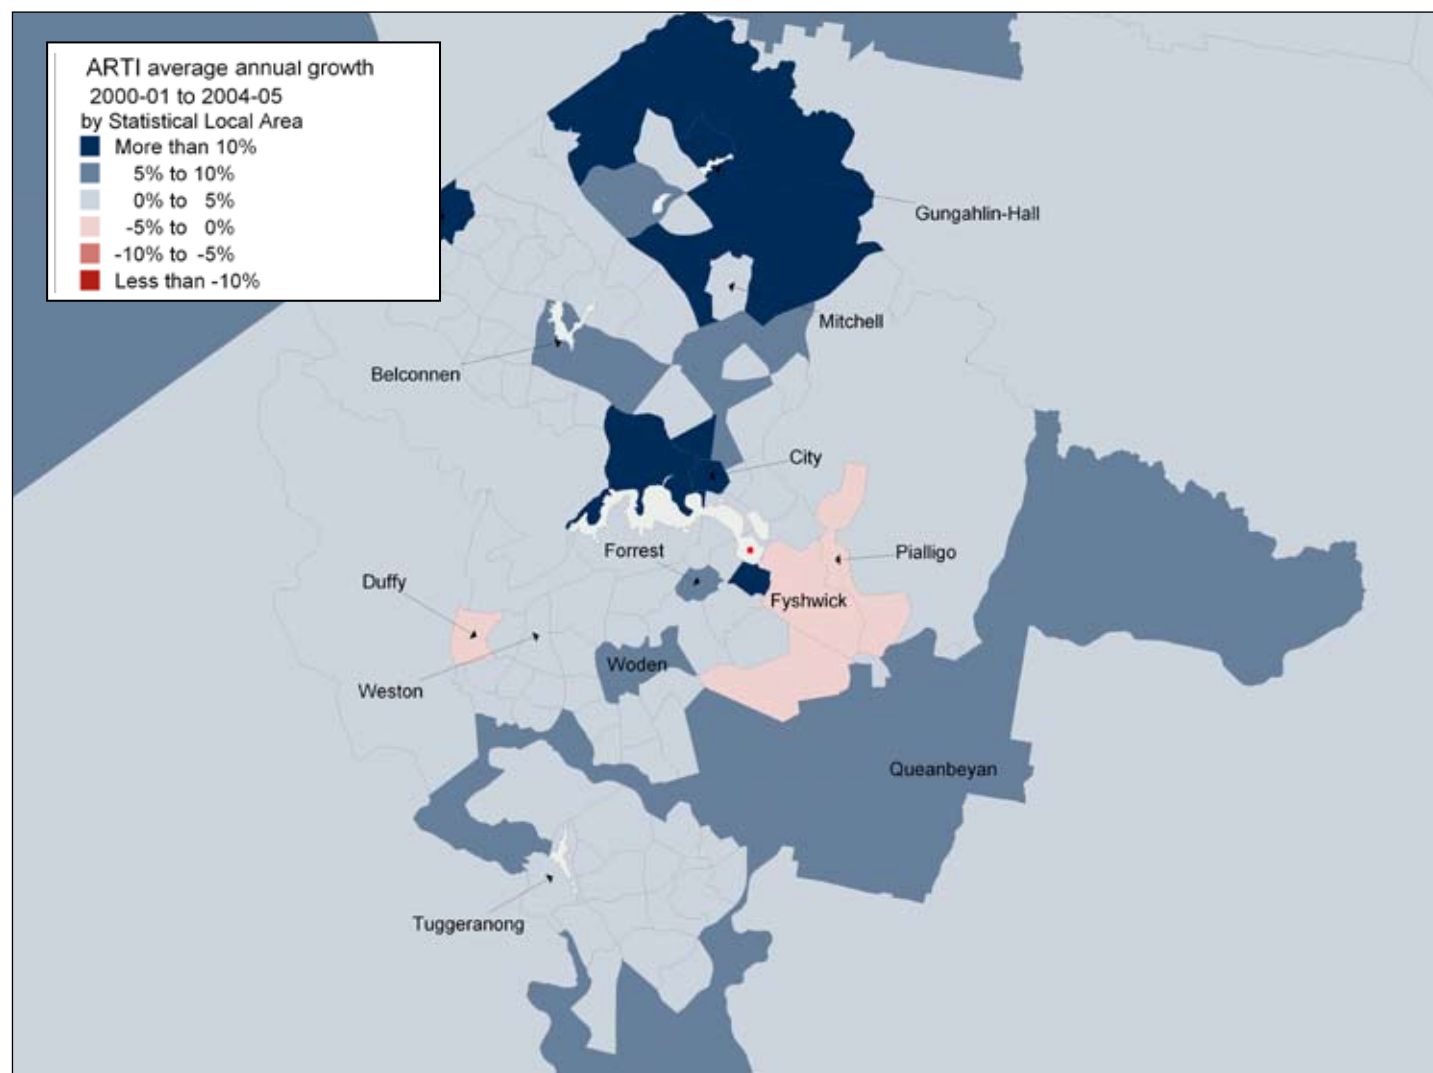 ARTI average annual growth
2000-01 to 2004-05
by Statistical Local Area
More than 10%
5% to 10%
0% to 5%
-5% to 0%
-10% to -5%
Less than -10%
Gungahlin-Hall
Mitchell
Belconnen
City
Forrest
Pialligo
Duffy
Fyshwick
Woden
Weston
Queanbeyan
Tuggeranong